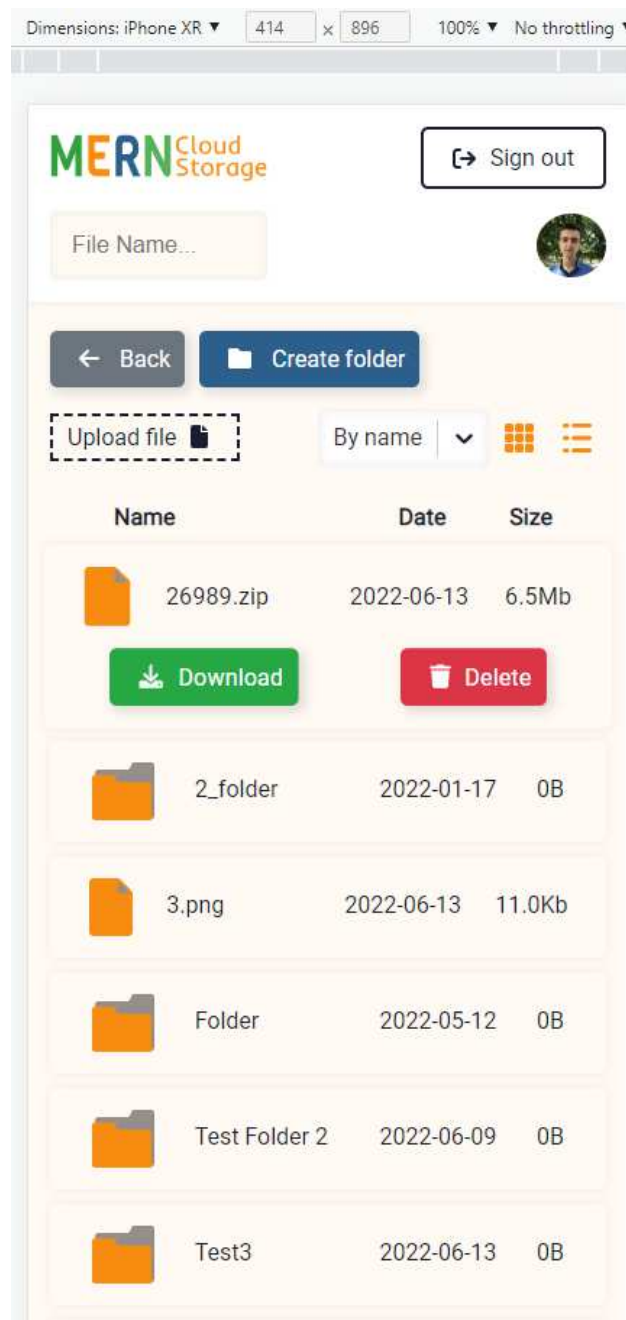 Dimensions: iPhone XR ▼ 414 × 896 100% ▼ No throttling
MERN Cloud Storage
Sign out
File Name...
Back Create folder
Upload file By name
Name Date Size
26989.zip 2022-06-13 6.5Mb
Download Delete
2_folder 2022-01-17 0B
3.png 2022-06-13 11.0Kb
Folder 2022-05-12 0B
Test Folder 2 2022-06-09 0B
Test3 2022-06-13 0B